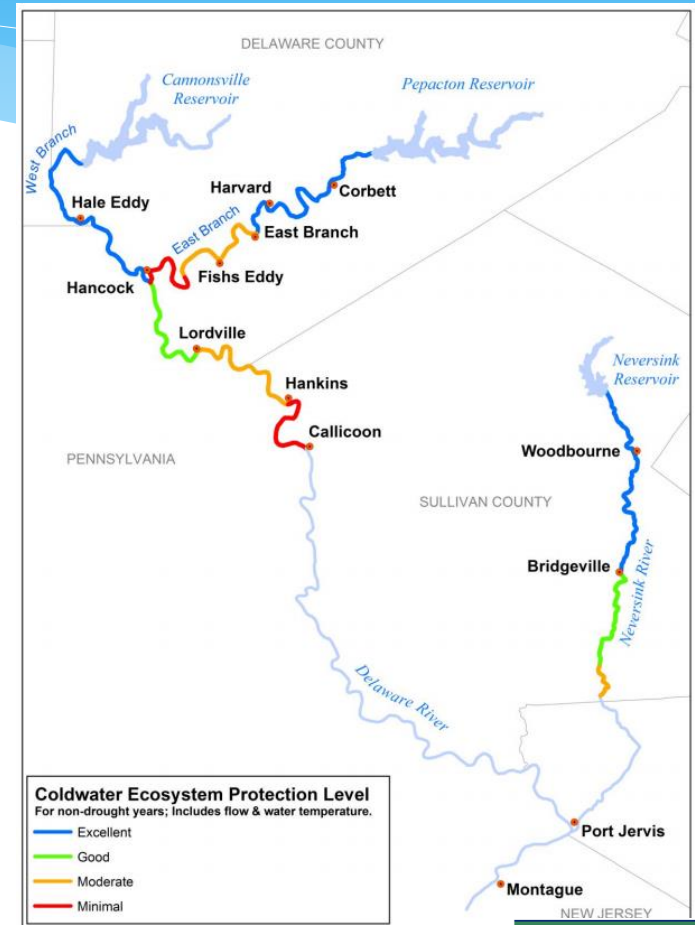 DELAWARE COUNTY
Cannonsville
Reservoir
Pepacton Reservoir
West Branch
Hale Eddy
Harvard
Corbett
East Branch
East Branch
Fishs Eddy
Hancock
Lordville
Hankins
Neversink
Reservoir
Callicoon
PENNSYLVANIA
Woodbourne
SULLIVAN COUNTY
Bridgeville
Neversink River
Delaware River
Coldwater Ecosystem Protection Level
For non-drought years; Includes flow & water temperature.
Excellent
Good
Moderate
Minimal
Port Jervis
Montague
NEW JERSEY